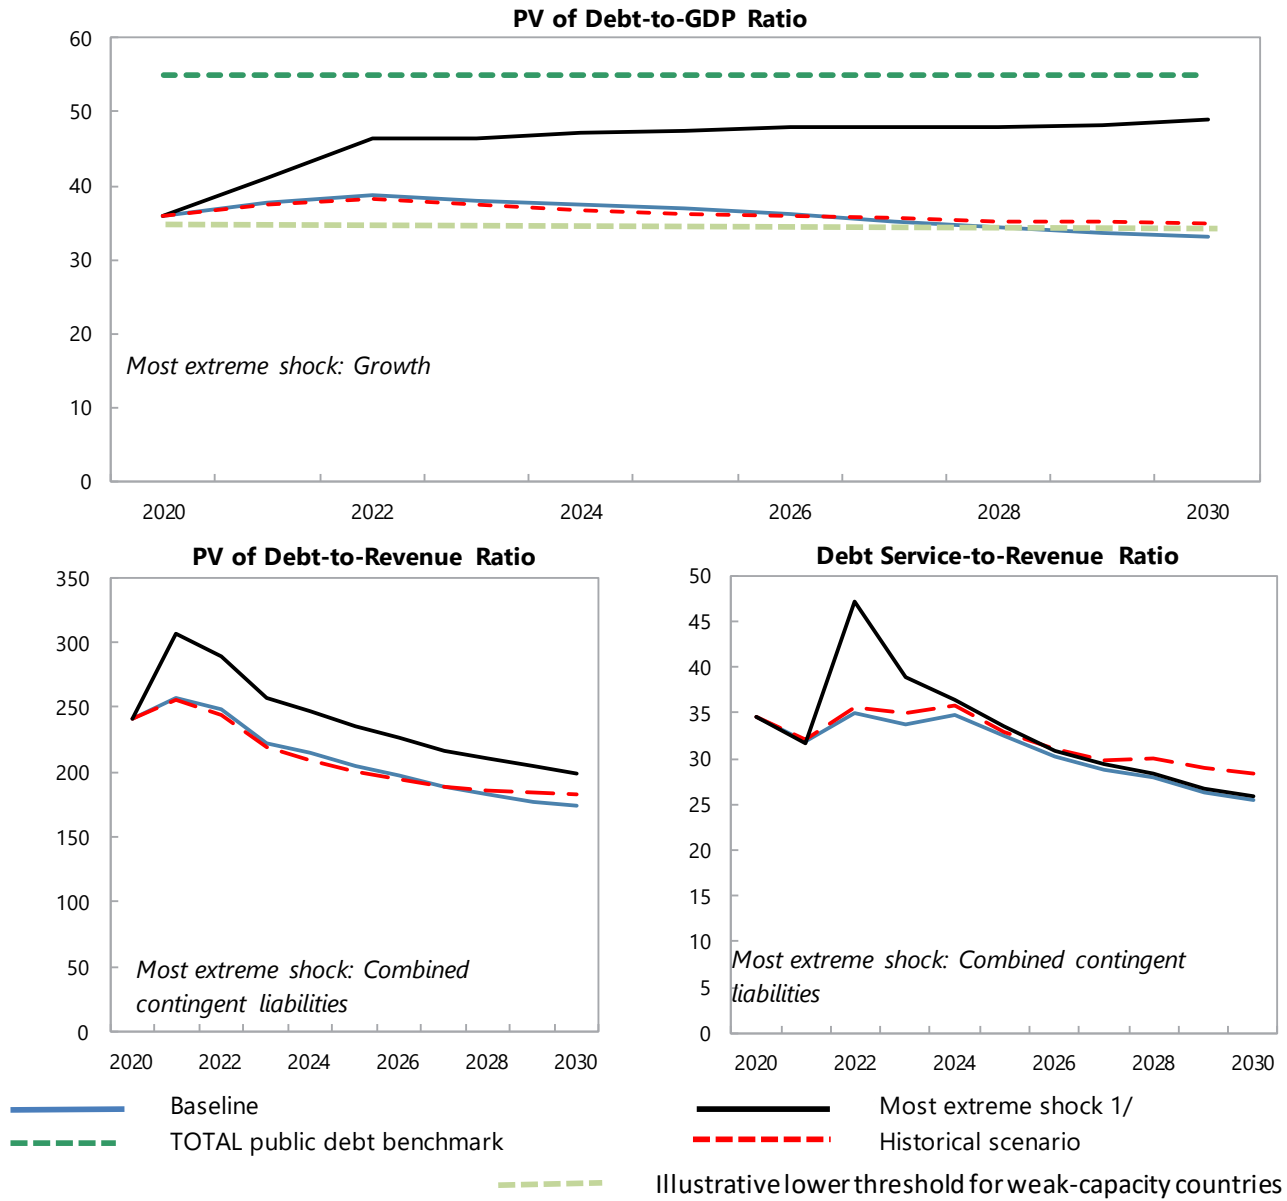 PV of Debt-to-GDP Ratio
60
50
40
30
20
10
0
Most extreme shock: Growth
2020 2022 2024 2026 2028 2030
PV of Debt-to-Revenue Ratio
350
300
250
200
150
100
50
0
Most extreme shock: Combined
contingent liabilities
2020 2022 2024 2026 2028 2030
Debt Service-to-Revenue Ratio
50
45
40
35
30
25
20
15
10
5
0
Most extreme shock: Combined contingent
liabilities
2020 2022 2024 2026 2028 2030
Baseline
Most extreme shock 1/
TOTAL public debt benchmark
Historical scenario
Illustrative lower threshold for weak-capacity countries